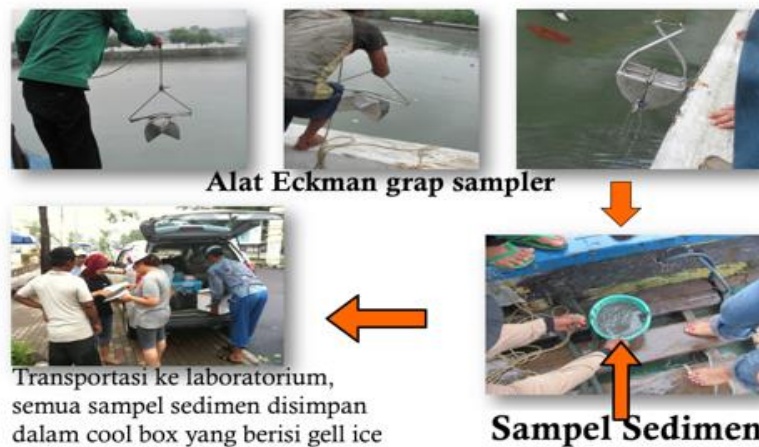 Alat Eckman grap sampler
Transportasi ke laboratorium,
semua sampel sedimen disimpan
dalam cool box yang berisi gell ice
Sampel Sedimen